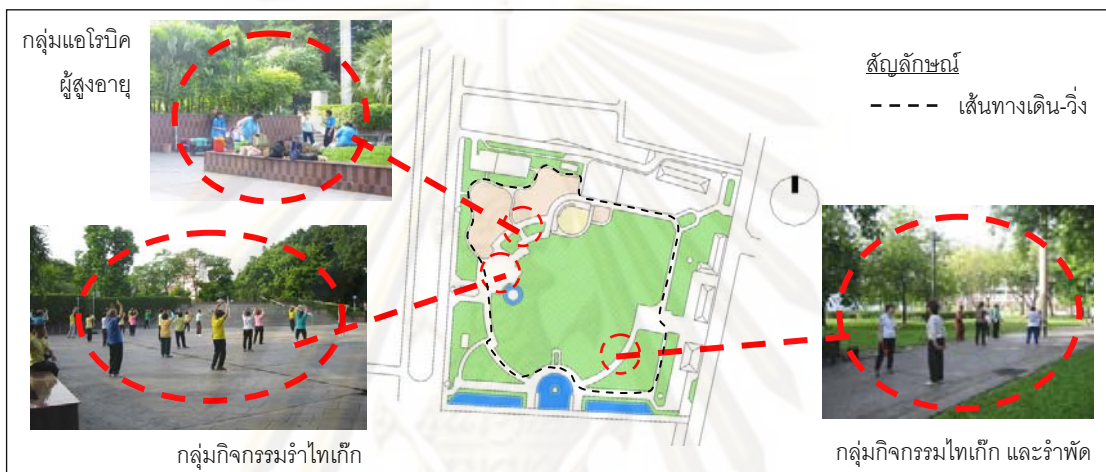 กลุ่มแอโรบิค
ผู้สูงอายุ
สัญลักษณ์
เส้นทางเดิน-วิ่ง
กลุ่มกิจกรรมรำไทเก๊ก
กลุ่มกิจกรรมไทเก๊ก และรำพัด